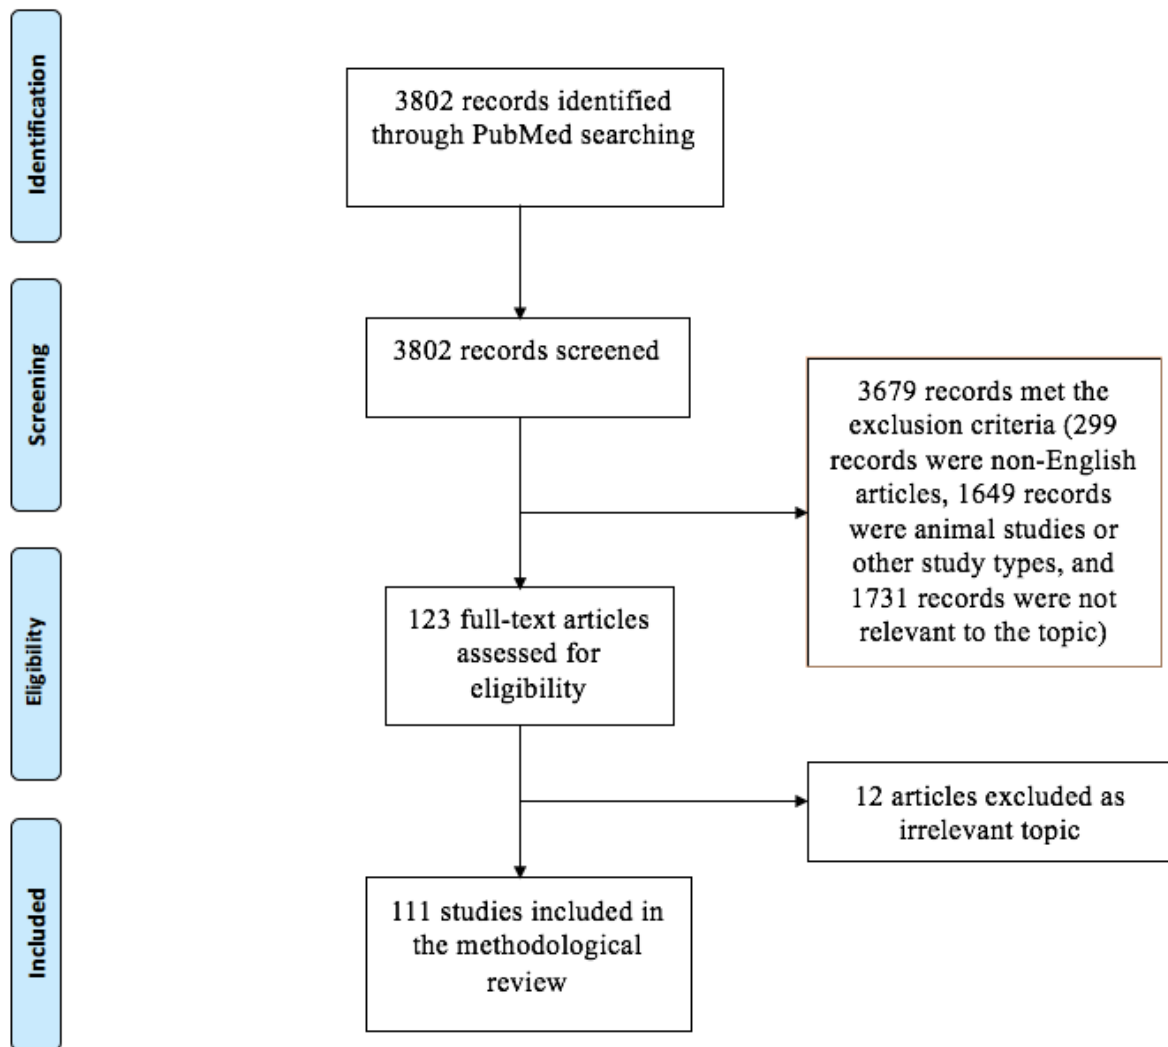 Identification
3802 records identified
through PubMed searching
Screening
3802 records screened
3679 records met the
exclusion criteria (299
records were non-English
articles, 1649 records
were animal studies or
other study types, and
1731 records were not
relevant to the topic)
Eligibility
123 full-text articles
assessed for
eligibility
12 articles excluded as
irrelevant topic
Included
111 studies included in
the methodological
review